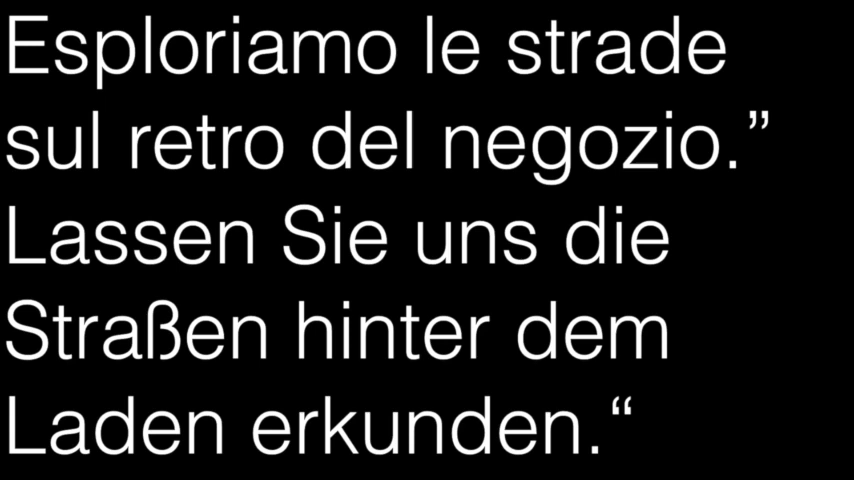 Esploriamo le strade
sul retro del negozio.”
Lassen Sie uns die
Straßen hinter dem
Laden erkunden.“